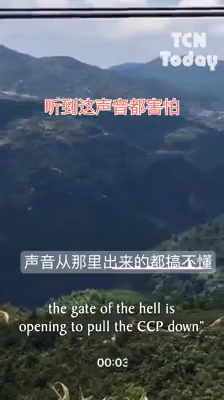 TCN
Today
听到这声音都害怕
声音从那里出来的都搞不懂
the gate of the hell is
opening to pull the CCP down"
00:03